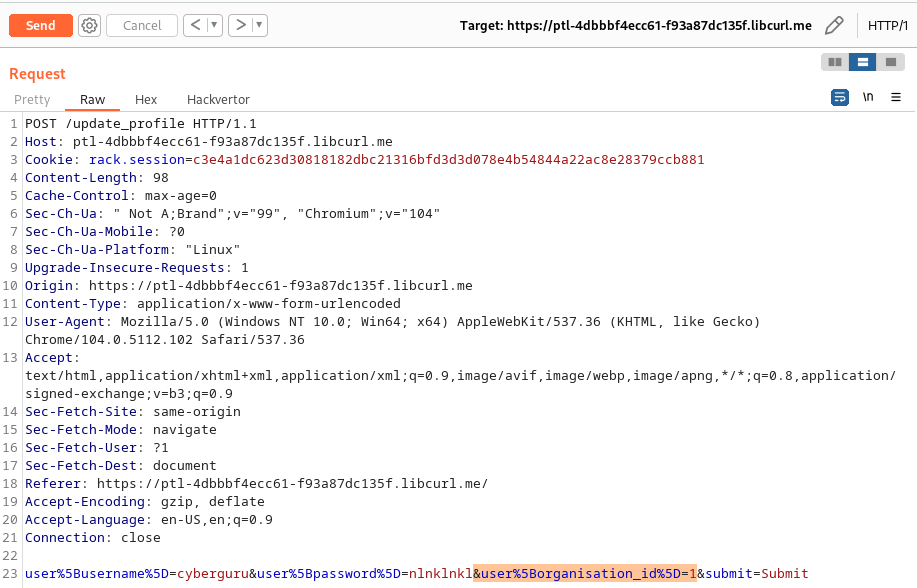 Send Cancel < ▼ > ▼ Target: https://ptl-4dbbbf4ecc61-f93a87dc135f.libcurl.me HTTP/1
Request
Pretty Raw Hex Hackvertor \n
1 POST /update_profile HTTP/1.1
2 Host: ptl-4dbbbf4ecc61-f93a87dc135f.libcurl.me
3 Cookie: rack.session=c3e4a1dc623d30818182dbc21316bfd3d3d078e4b54844a22ac8e28379ccb881
4 Content-Length: 98
5 Cache-Control: max-age=0
6 Sec-Ch-Ua: " Not A;Brand";v="99", "Chromium";v="104"
7 Sec-Ch-Ua-Mobile: ?0
8 Sec-Ch-Ua-Platform: "Linux"
9 Upgrade-Insecure-Requests: 1
10 Origin: https://ptl-4dbbbf4ecc61-f93a87dc135f.libcurl.me
11 Content-Type: application/x-www-form-urlencoded
12 User-Agent: Mozilla/5.0 (Windows NT 10.0; Win64; x64) AppleWebKit/537.36 (KHTML, like Gecko)
Chrome/104.0.5112.102 Safari/537.36
13 Accept:
text/html,application/xhtml+xml,application/xml;q=0.9,image/avif,image/webp,image/apng,*/*;q=0.8,application/
signed-exchange;v=b3;q=0.9
14 Sec-Fetch-Site: same-origin
15 Sec-Fetch-Mode: navigate
16 Sec-Fetch-User: ?1
17 Sec-Fetch-Dest: document
18 Referer: https://ptl-4dbbbf4ecc61-f93a87dc135f.libcurl.me/
19 Accept-Encoding: gzip, deflate
20 Accept-Language: en-US,en;q=0.9
21 Connection: close
22
23 user%5Busername%5D=cyberguru&user%5Bpassword%5D=nlnklnkl&user%5Borganisation_id%5D=1&submit=Submit